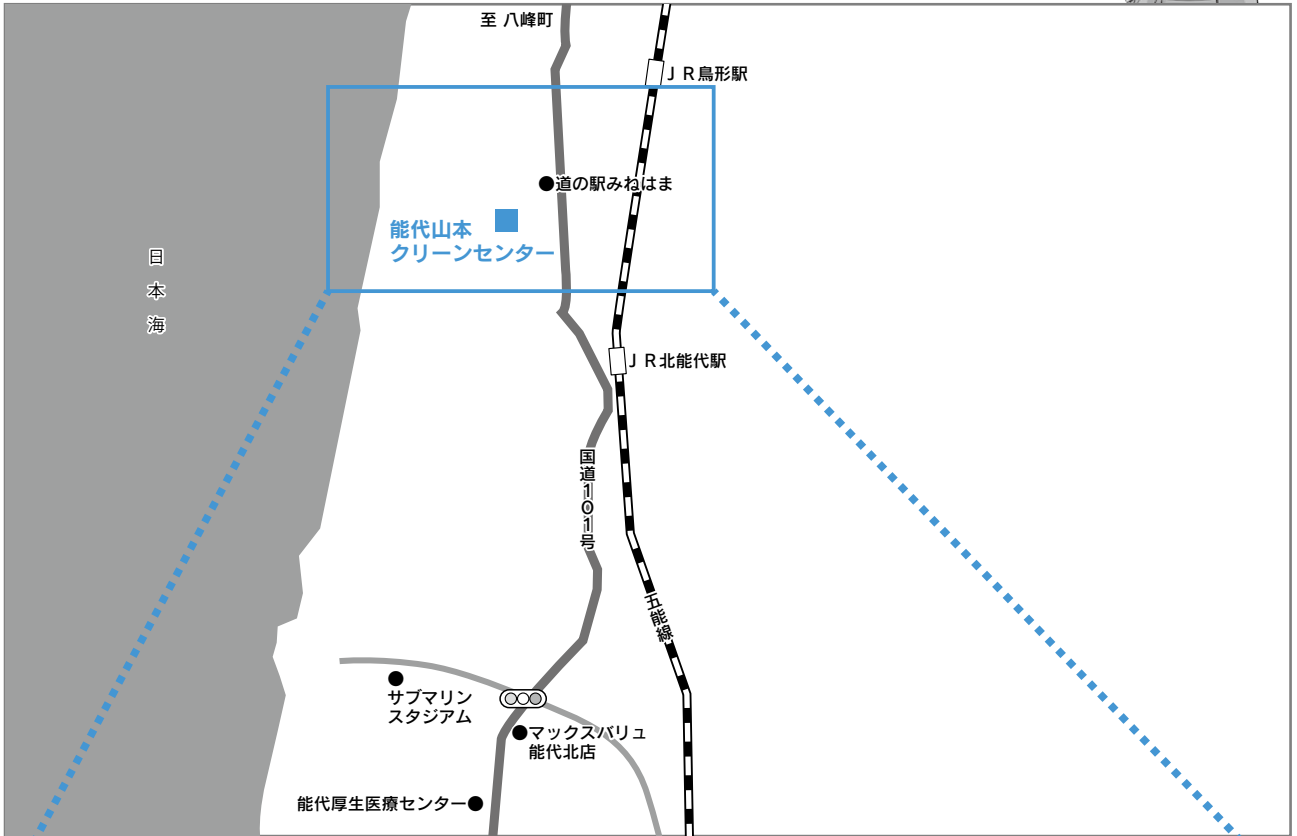 至 八峰町
ＪＲ鳥形駅
道の駅みねはま
能代山本
クリーンセンター
日本海
ＪＲ北能代駅
国道１０１号
五能線
サブマリン
スタジアム
マックスバリュ
能代北店
能代厚生医療センター